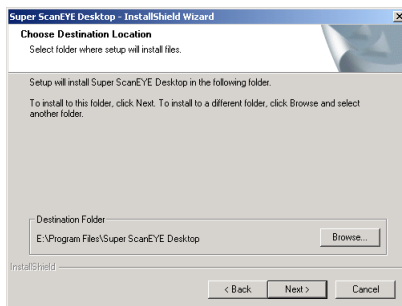 Super ScanEYE Desktop - InstallShield Wizard
Choose Destination Location
Select folder where setup will install files.
Setup will install Super ScanEYE Desktop in the following folder.
To install to this folder, click Next. To install to a different folder, click Browse and select
another folder.
Destination Folder
E:\Program Files\Super ScanEYE Desktop
Browse...
InstallShield
< Back Next > Cancel